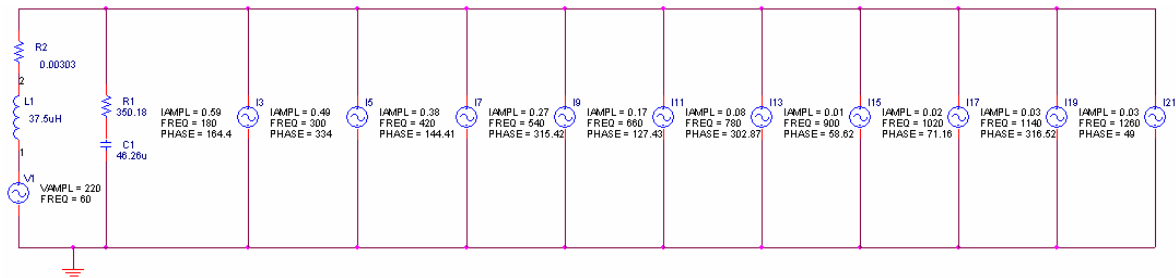 R2
0.00303
2
L1
37.5uH
1
V1
VAMPL = 220
FREQ = 60
R1
350.18
C1
46.26u
IAMPL = 0.59
FREQ = 180
PHASE = 164.4
I3
IAMPL = 0.49
FREQ = 300
PHASE = 334
I5
IAMPL = 0.38
FREQ = 420
PHASE = 144.41
I7
IAMPL = 0.27
FREQ = 540
PHASE = 315.42
I9
IAMPL = 0.17
FREQ = 660
PHASE = 127.43
I11
IAMPL = 0.08
FREQ = 780
PHASE = 302.87
I13
IAMPL = 0.01
FREQ = 900
PHASE = 58.62
I15
IAMPL = 0.02
FREQ = 1020
PHASE = 71.16
I17
IAMPL = 0.03
FREQ = 1140
PHASE = 316.52
I19
IAMPL = 0.03
FREQ = 1260
PHASE = 49
I21